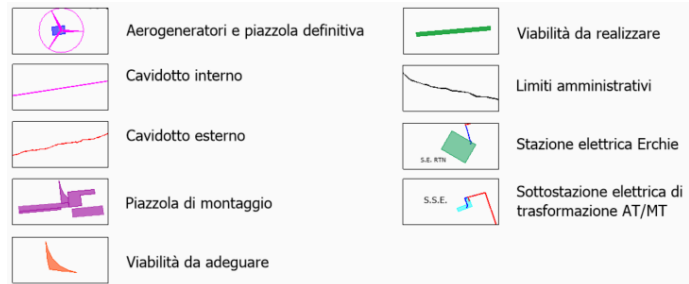 Aerogeneratori e piazzola definitiva
Cavidotto interno
Cavidotto esterno
Piazzola di montaggio
Viabilità da adeguare
Viabilità da realizzare
Limiti amministrativi
S.E. RTN
Stazione elettrica Erchie
S.S.E.
Sottostazione elettrica di
trasformazione AT/MT